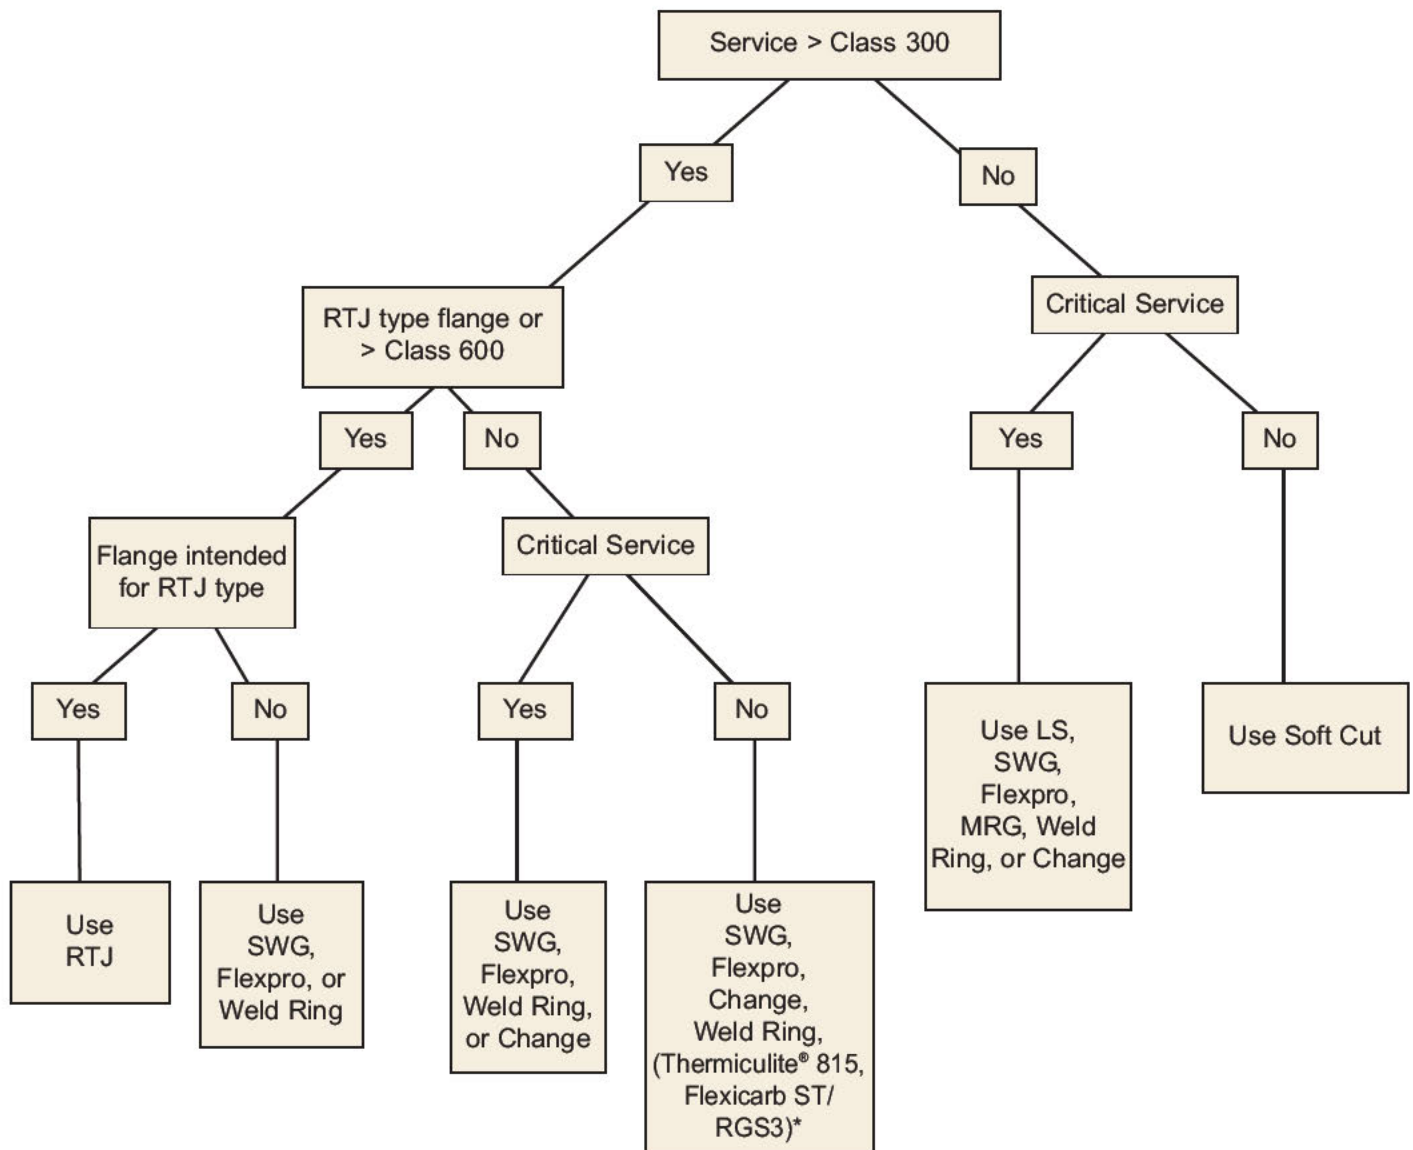 Service > Class 300
Yes
No
RTJ type flange or
> Class 600
Critical Service
Yes
No
Yes
No
Flange intended
for RTJ type
Critical Service
Yes
No
Yes
No
Use LS,
SWG,
Flexpro,
MRG, Weld
Ring, or Change
Use Soft Cut
Use
RTJ
Use
SWG,
Flexpro, or
Weld Ring
Use
SWG,
Flexpro,
Weld Ring,
or Change
Use
SWG,
Flexpro,
Change,
Weld Ring,
(Thermiculite® 815,
Flexicarb ST/
RGS3)*